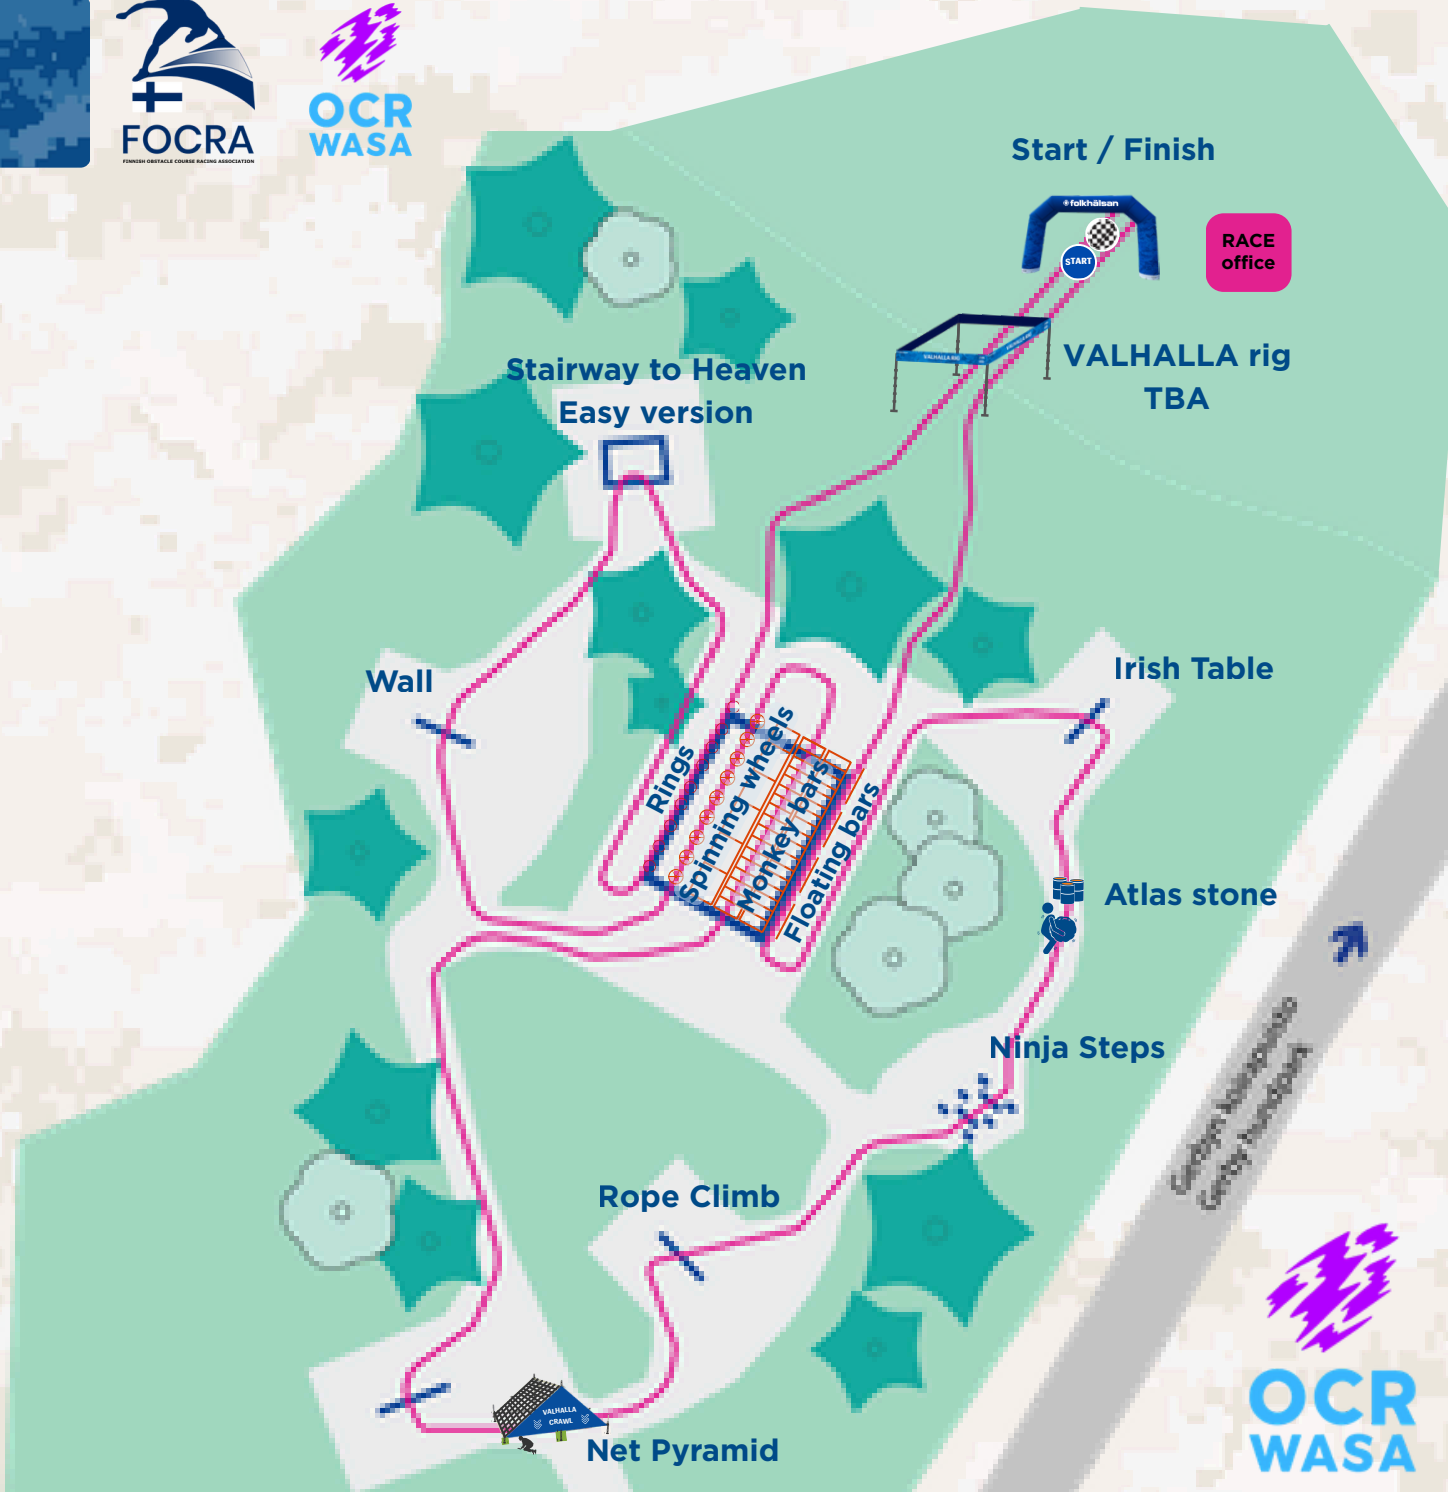 FOCRA
FINNISH OBSTACLE COURSE RACING ASSOCIATION
OCR
WASA
Start / Finish
folkhälsan
START
RACE
office
VALHALLA RIG
VALHALLA rig
TBA
Stairway to Heaven
Easy version
Wall
Irish Table
Rings
Spinning wheels
Monkey bars
Floating bars
Atlas stone
Ninja Steps
Rope Climb
VALHALLA
CRAWL
Net Pyramid
OCR
WASA